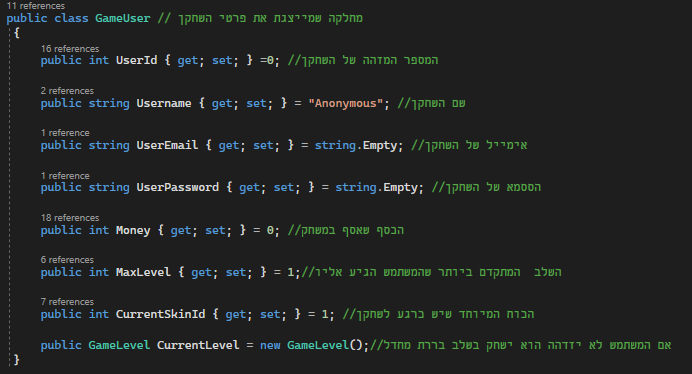 11 references
public class GameUser // מחלקה שמייצגת את פרטי השחקן
{
16 references
public int UserId { get; set; } =0; //המספר המזהה של השחקן
2 references
public string Username { get; set; } = "Anonymous"; //שם השחקן
1 reference
public string UserEmail { get; set; } = string.Empty; //אימייל של השחקן
1 reference
public string UserPassword { get; set; } = string.Empty; //הססמא של השחקן
18 references
public int Money { get; set; } = 0; //הכסף שאסף במשחק
6 references
public int MaxLevel { get; set; } = 1;//השלב  המתקדם ביותר שהמשתמש הגיע אליו
7 references
public int CurrentSkinId { get; set; } = 1; //הכוח המיוחד שיש כרגע לשחקן
public GameLevel CurrentLevel = new GameLevel();//אם המשתמש לא יזדהה הוא ישחק בשלב בררת מחדל
}